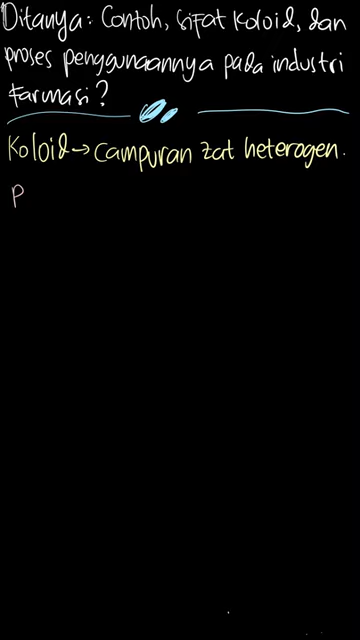 Ditanya: Contoh, sifat koloid, dan
proses penggunaannya pada industri
farmasi?
Koloid → campuran zat heterogen.
P